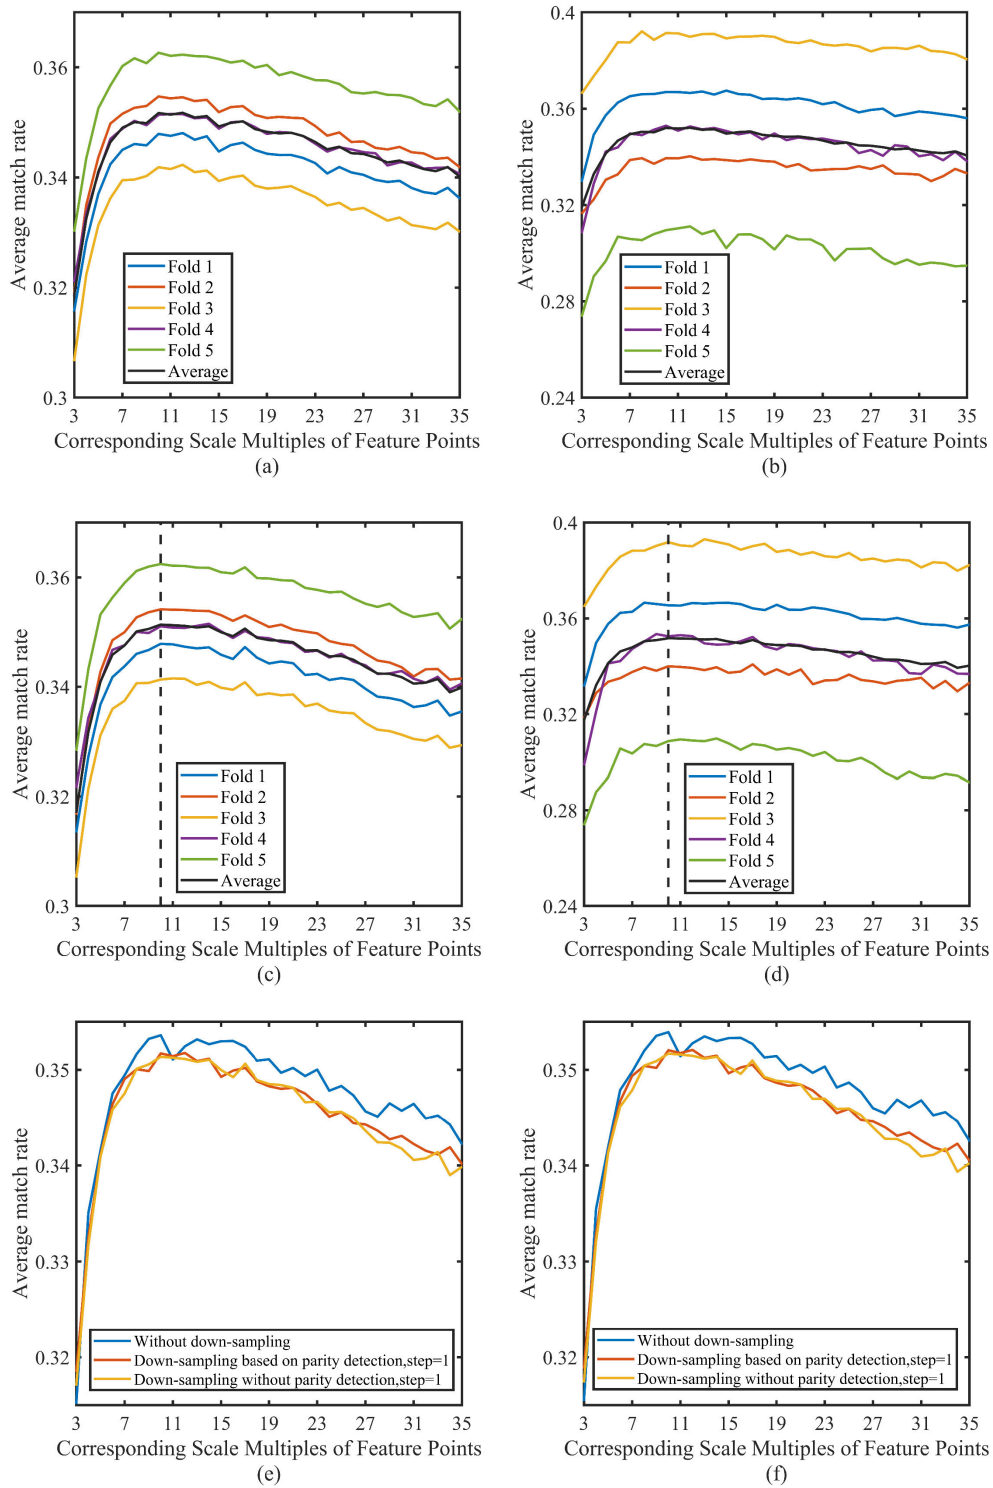 0.36
0.34
0.32
0.3
Average match rate
Fold 1
Fold 2
Fold 3
Fold 4
Fold 5
Average
3 7 11 15 19 23 27 31 35
Corresponding Scale Multiples of Feature Points
(a)
0.4
0.36
0.32
0.28
0.24
Average match rate
Fold 1
Fold 2
Fold 3
Fold 4
Fold 5
Average
3 7 11 15 19 23 27 31 35
Corresponding Scale Multiples of Feature Points
(b)
0.36
0.34
0.32
0.3
Average match rate
Fold 1
Fold 2
Fold 3
Fold 4
Fold 5
Average
3 7 11 15 19 23 27 31 35
Corresponding Scale Multiples of Feature Points
(c)
0.4
0.36
0.32
0.28
0.24
Average match rate
Fold 1
Fold 2
Fold 3
Fold 4
Fold 5
Average
3 7 11 15 19 23 27 31 35
Corresponding Scale Multiples of Feature Points
(d)
0.35
0.34
0.33
0.32
Average match rate
Without down-sampling
Down-sampling based on parity detection,step=1
Down-sampling without parity detection,step=1
3 7 11 15 19 23 27 31 35
Corresponding Scale Multiples of Feature Points
(e)
0.35
0.34
0.33
0.32
Average match rate
Without down-sampling
Down-sampling based on parity detection,step=1
Down-sampling without parity detection,step=1
3 7 11 15 19 23 27 31 35
Corresponding Scale Multiples of Feature Points
(f)